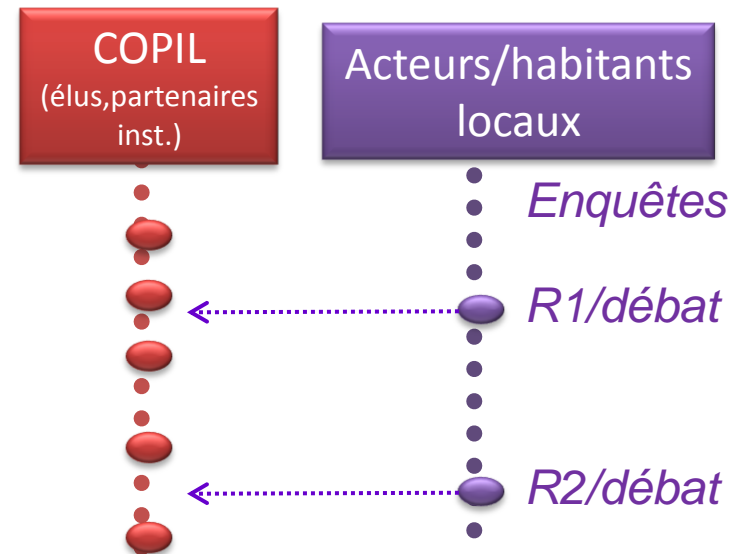 COPIL
(élus,partenaires
inst.)
Acteurs/habitants
locaux
Enquêtes
R1/débat
R2/débat